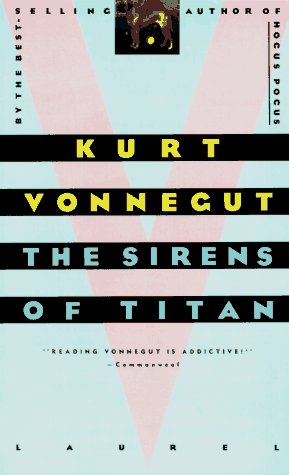 BY THE BEST-
SELLING
AUTHOR OF
HOCUS POCUS
KURT
VONNEGUT
THE SIRENS
OF TITAN
"READING VONNEGUT IS ADDICTIVE!"
—Commonweal
LAUREL